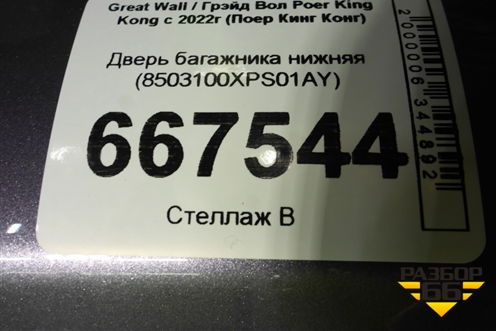 Great Wall / Грэйд Вол Poer King
Kong с 2022г (Поер Кинг Конг)
Дверь багажника нижняя
(8503100XPS01AY)
667544
Стеллаж В
2000006344892
РАЗБОР
66